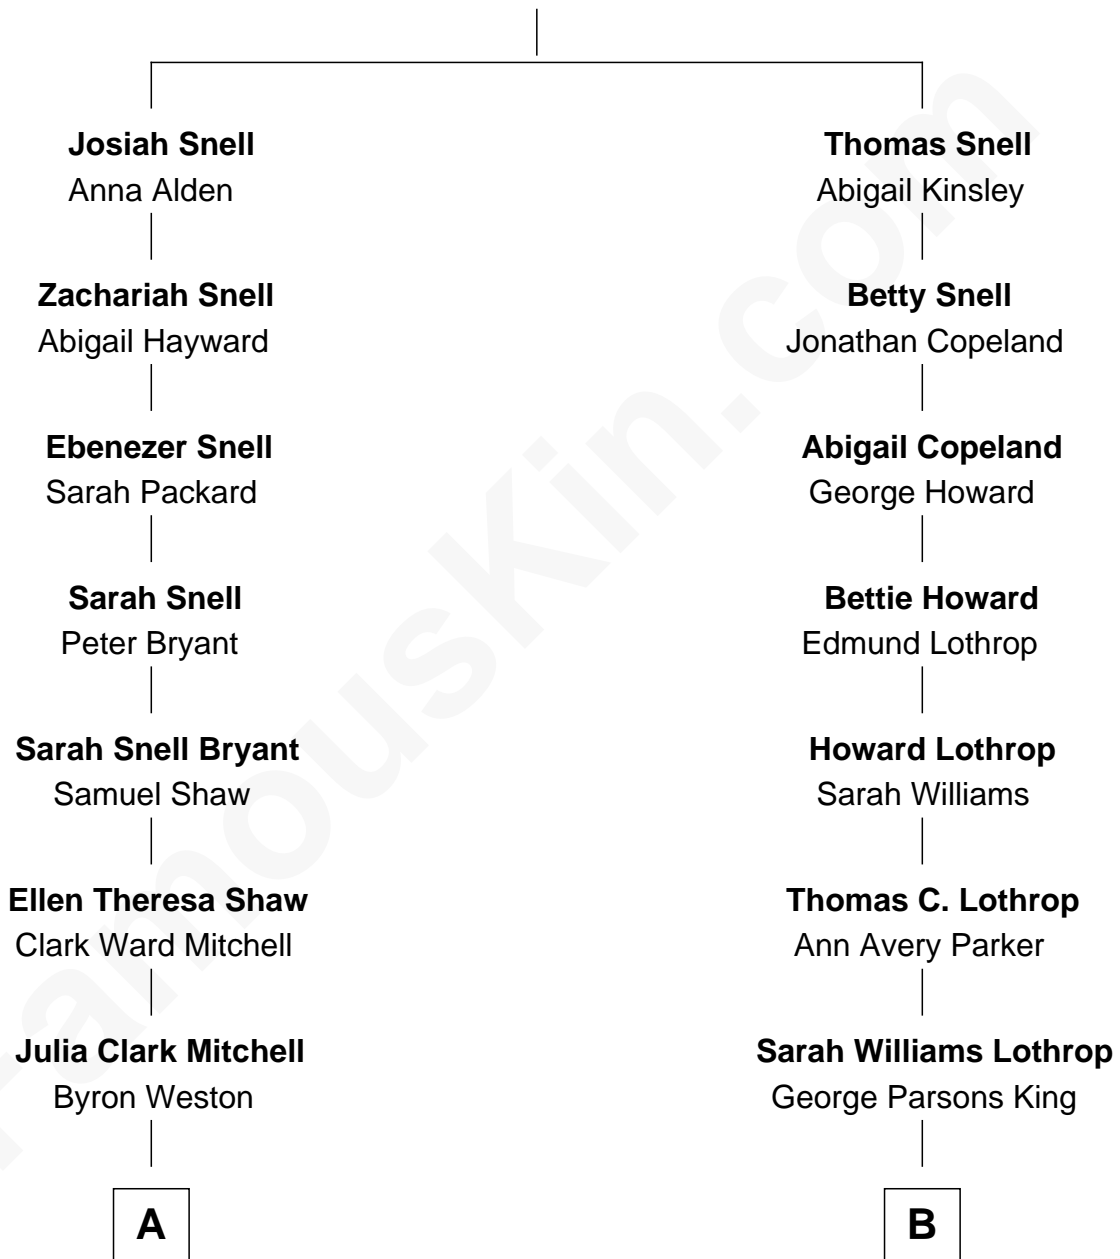 Josiah Snell
Anna Alden
Zachariah Snell
Abigail Hayward
Ebenezer Snell
Sarah Packard
Sarah Snell
Peter Bryant
Sarah Snell Bryant
Samuel Shaw
Ellen Theresa Shaw
Clark Ward Mitchell
Julia Clark Mitchell
Byron Weston
A
Thomas Snell
Abigail Kinsley
Betty Snell
Jonathan Copeland
Abigail Copeland
George Howard
Bettie Howard
Edmund Lothrop
Howard Lothrop
Sarah Williams
Thomas C. Lothrop
Ann Avery Parker
Sarah Williams Lothrop
George Parsons King
B
FamousKin.com